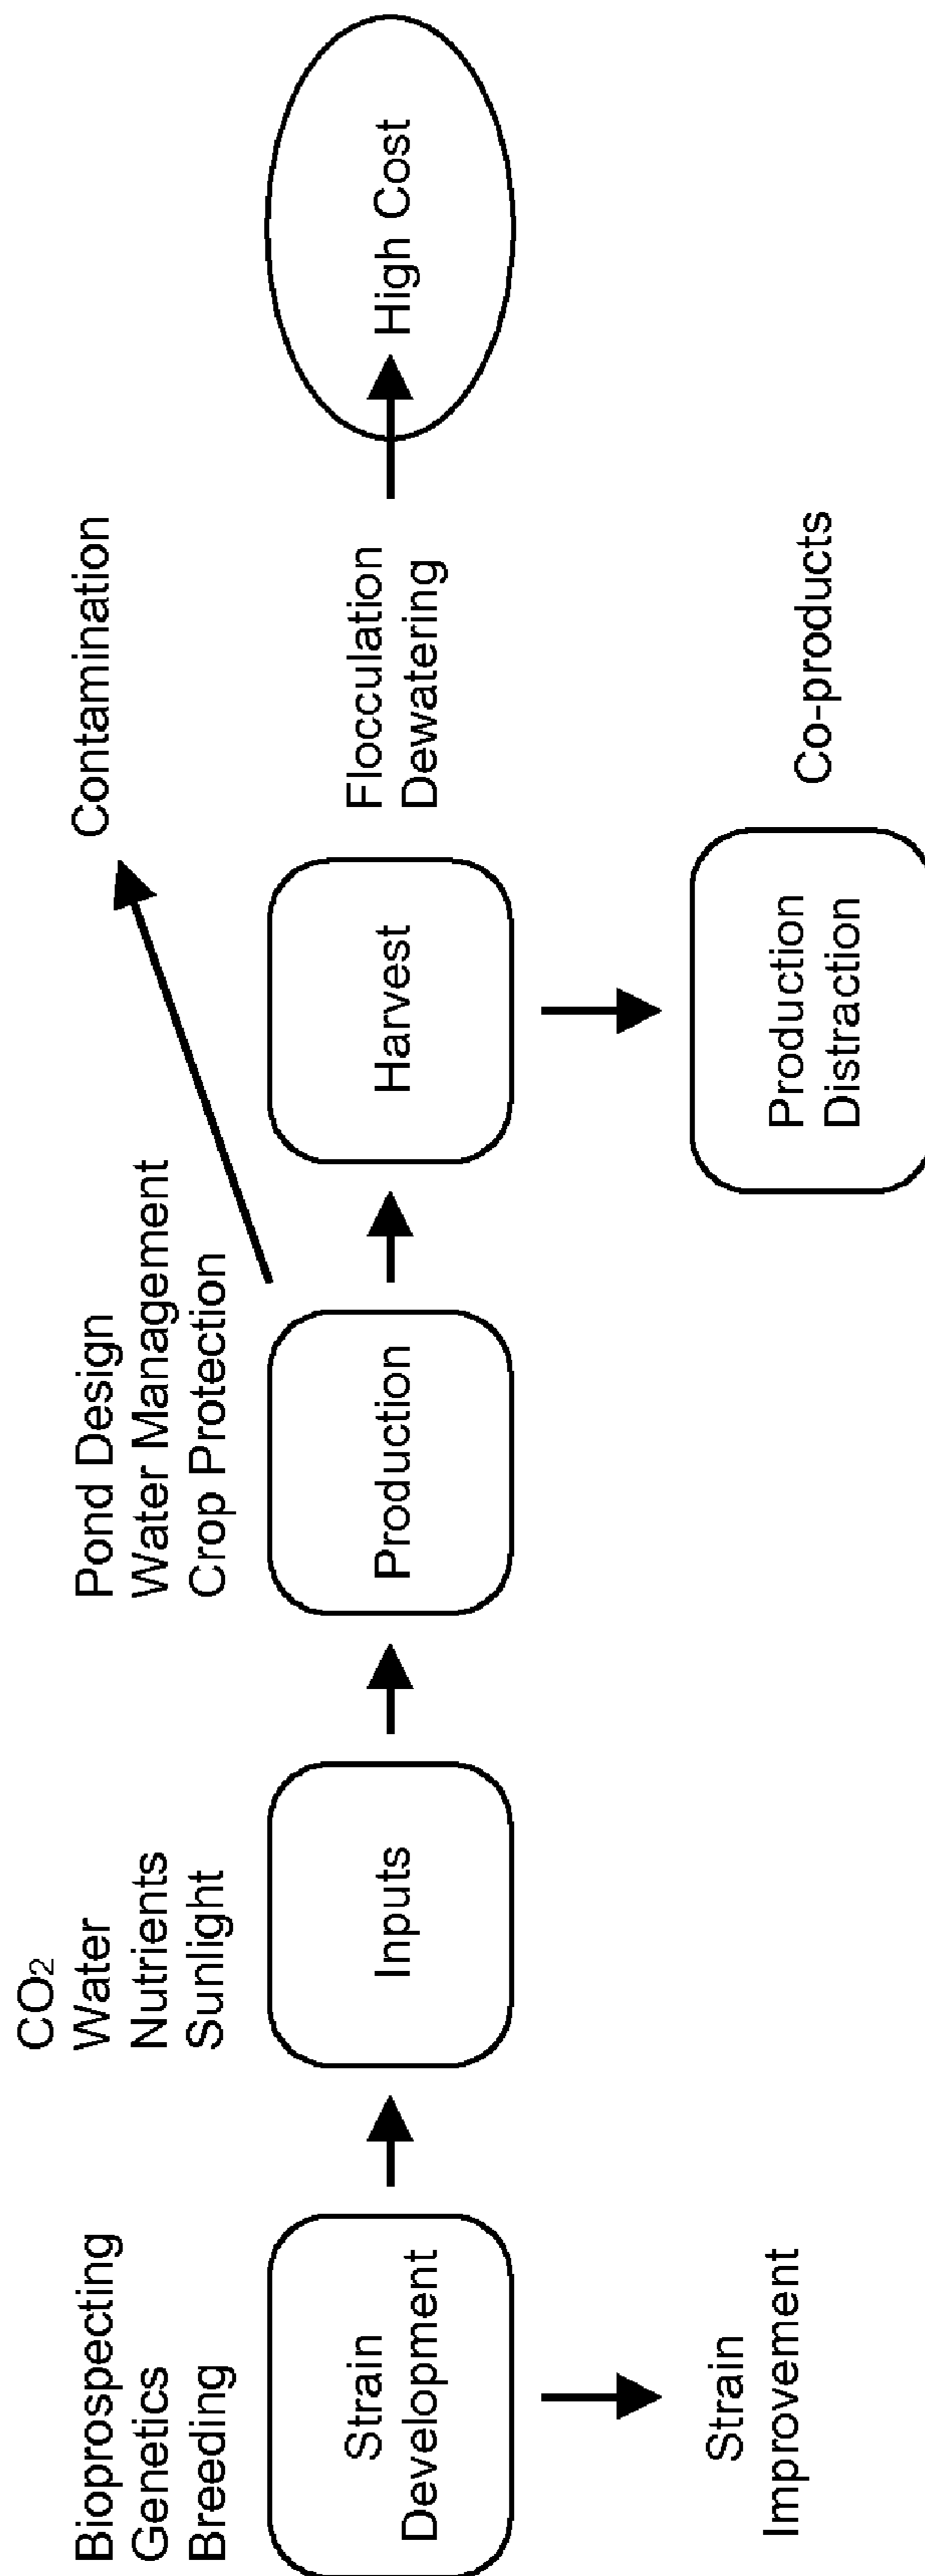 Bioprospecting
Genetics
Breeding
Strain
Development
Strain
Improvement
CO₂
Water
Nutrients
Sunlight
Inputs
Pond Design
Water Management
Crop Protection
Production
Contamination
Harvest
Flocculation
Dewatering
High Cost
Production
Distraction
Co-products